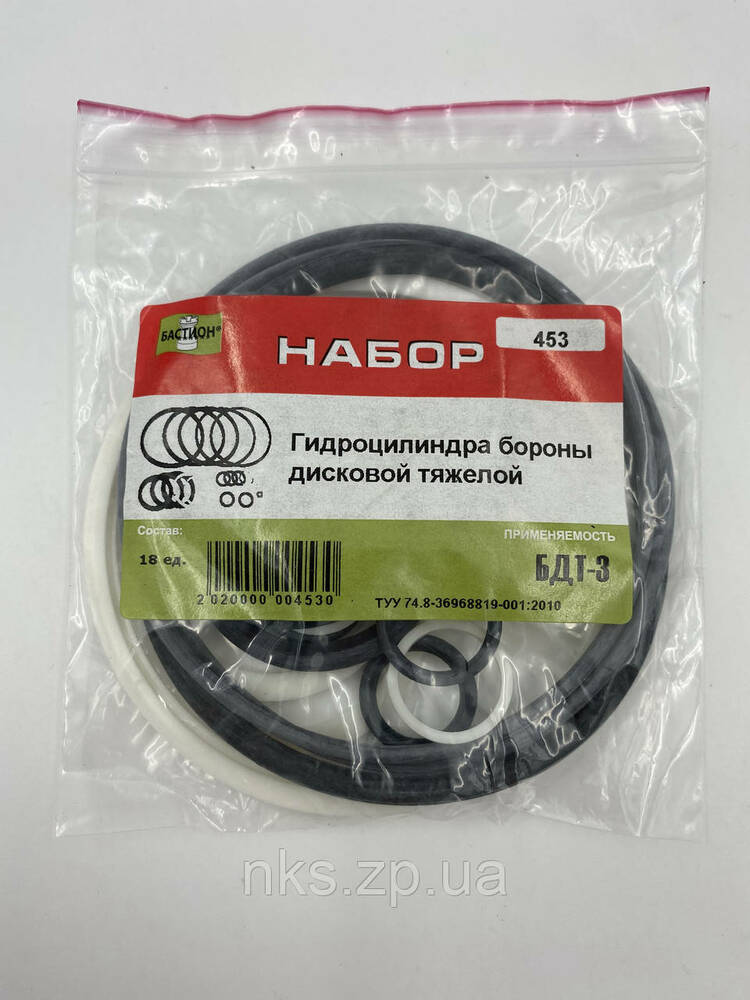 БАСТИОН®
НАБОР
453
Гидроцилиндра бороны
дисковой тяжелой
Состав:
ПРИМЕНЯЕМОСТЬ
18 ед.
БДТ-3
2 020000 004530
ТУУ 74.8-36968819-001:2010
nks.zp.ua